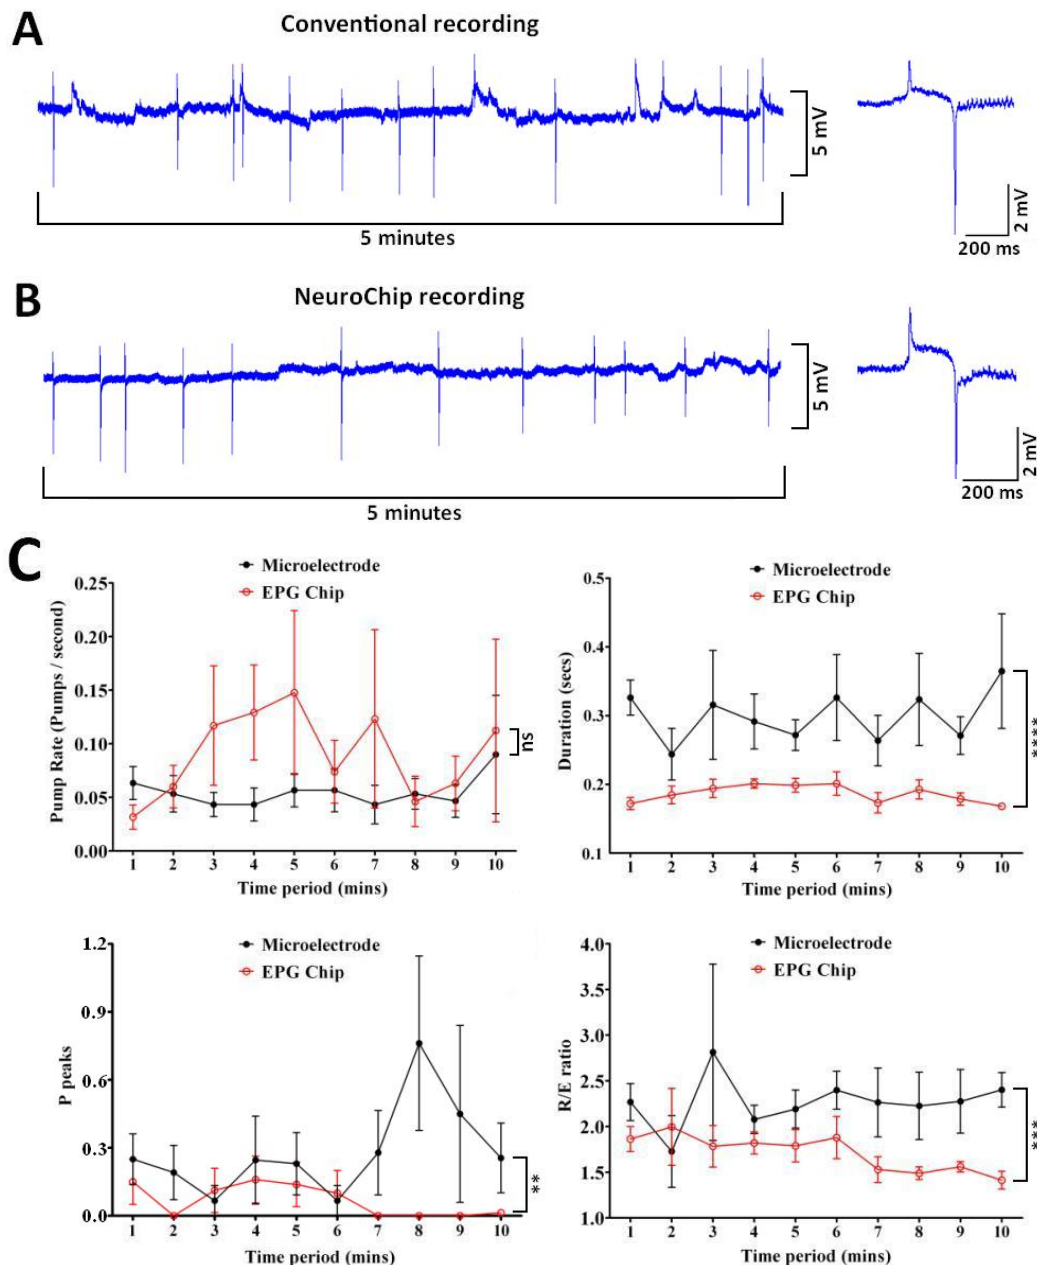 A
Conventional recording
5 mV
5 minutes
2 mV
200 ms
B
NeuroChip recording
5 mV
5 minutes
2 mV
200 ms
C
Microelectrode
EPG Chip
Pump Rate (Pumps / second)
0.25
0.20
0.15
0.10
0.05
0.00
ns
1 2 3 4 5 6 7 8 9 10
Time period (mins)
Microelectrode
EPG Chip
Duration (secs)
0.5
0.4
0.3
0.2
0.1
****
1 2 3 4 5 6 7 8 9 10
Time period (mins)
Microelectrode
EPG Chip
P peaks
1.2
0.9
0.6
0.3
0.0
**
1 2 3 4 5 6 7 8 9 10
Time period (mins)
Microelectrode
EPG Chip
R/E ratio
4.0
3.5
3.0
2.5
2.0
1.5
1.0
***
1 2 3 4 5 6 7 8 9 10
Time period (mins)